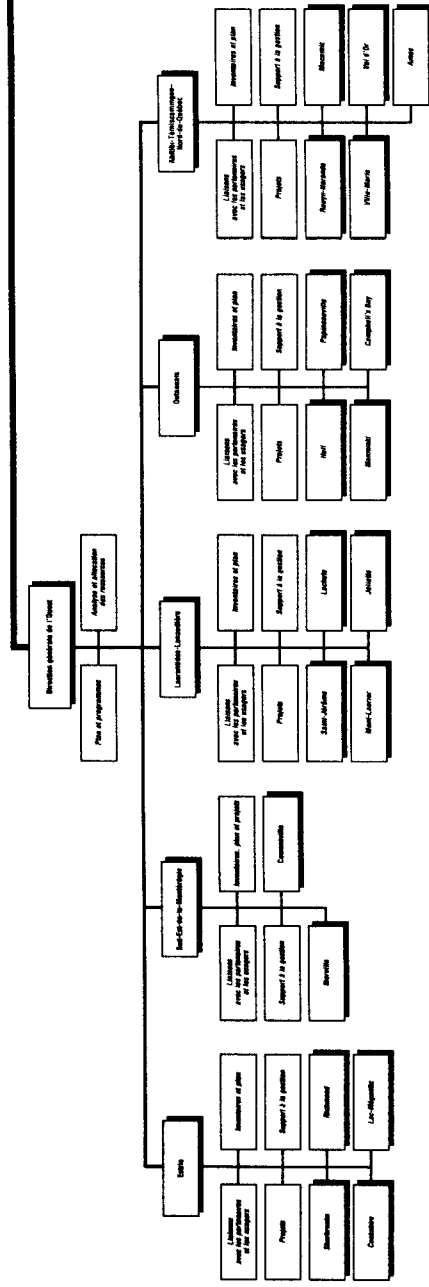 Direction générale de l'Ouest
Plan et programmes
Analyse et allocation
des ressources
Estrie
Liaisons
avec les partenaires
et les usagers
Inventaires et plan
Projets
Support à la gestion
Sherbrooke
Richmond
Cookshire
Lac-Mégantic
Sud-Est-de-la-Montérégie
Liaisons
avec les partenaires
et les usagers
Inventaires, plan et projets
Support à la gestion
Cowansville
Iberville
Laurentides-Lanaudière
Liaisons
avec les partenaires
et les usagers
Inventaires et plan
Projets
Support à la gestion
Saint-Jérôme
Lachute
Mont-Laurier
Joliette
Outaouais
Liaisons
avec les partenaires
et les usagers
Inventaires et plan
Projets
Support à la gestion
Hull
Papineauville
Maniwaki
Campbell's Bay
Abitibi-Témiscamingue-
Nord-du-Québec
Liaisons
avec les partenaires
et les usagers
Inventaires et plan
Projets
Support à la gestion
Rouyn-Noranda
Macamic
Ville-Marie
Val d'Or
Amos